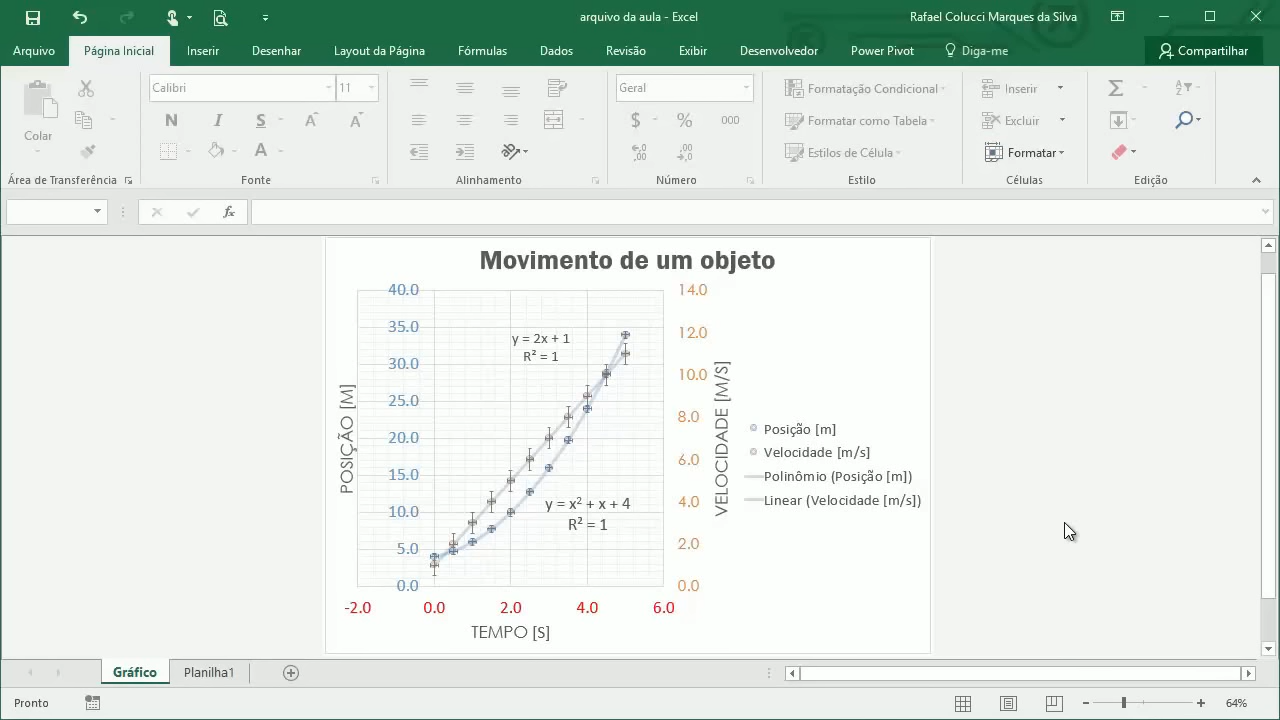 arquivo da aula - Excel
Rafael Colucci Marques da Silva
Arquivo
Página Inicial
Inserir
Desenhar
Layout da Página
Fórmulas
Dados
Revisão
Exibir
Desenvolvedor
Power Pivot
Diga-me
Compartilhar
Colar
Calibri
11
N I S A A
A
Geral
$ % 000
Formatação Condicional
Formatar como Tabela
Estilos de Célula
Inserir
Excluir
Formatar
Área de Transferência
Fonte
Alinhamento
Número
Estilo
Células
Edição
fx
Movimento de um objeto
40.0
35.0
30.0
25.0
20.0
15.0
10.0
5.0
0.0
POSIÇÃO [M]
y = 2x + 1
R² = 1
y = x² + x + 4
R² = 1
14.0
12.0
10.0
8.0
6.0
4.0
2.0
0.0
VELOCIDADE [M/S]
-2.0 0.0 2.0 4.0 6.0
TEMPO [S]
Posição [m]
Velocidade [m/s]
Polinômio (Posição [m])
Linear (Velocidade [m/s])
Gráfico
Planilha1
Pronto
64%